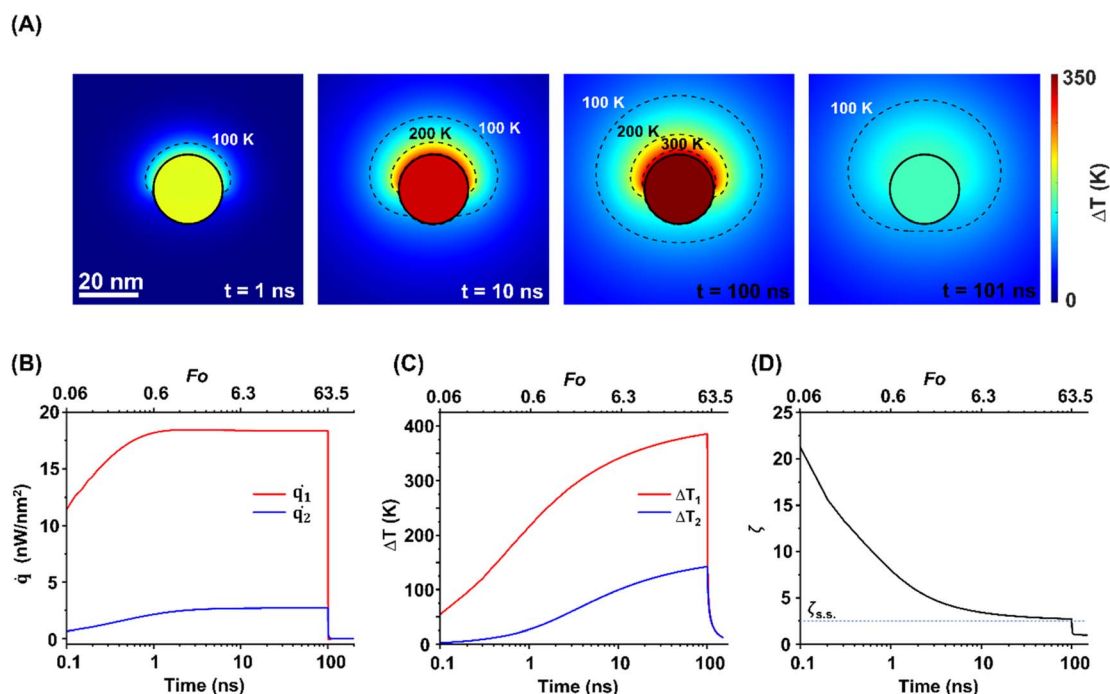 (A)
100 K
20 nm
t = 1 ns
200 K
100 K
t = 10 ns
100 K
200 K
300 K
t = 100 ns
100 K
t = 101 ns
350
ΔT (K)
0
(B)
Fo
0.06 0.6 6.3 63.5
20
15
10
5
0
q̇ (nW/nm²)
q̇₁
q̇₂
0.1 1 10 100
Time (ns)
(C)
Fo
0.06 0.6 6.3 63.5
400
300
200
100
0
ΔT (K)
ΔT₁
ΔT₂
0.1 1 10 100
Time (ns)
(D)
Fo
0.06 0.6 6.3 63.5
25
20
15
10
5
0
ζ
ζs.s.
0.1 1 10 100
Time (ns)